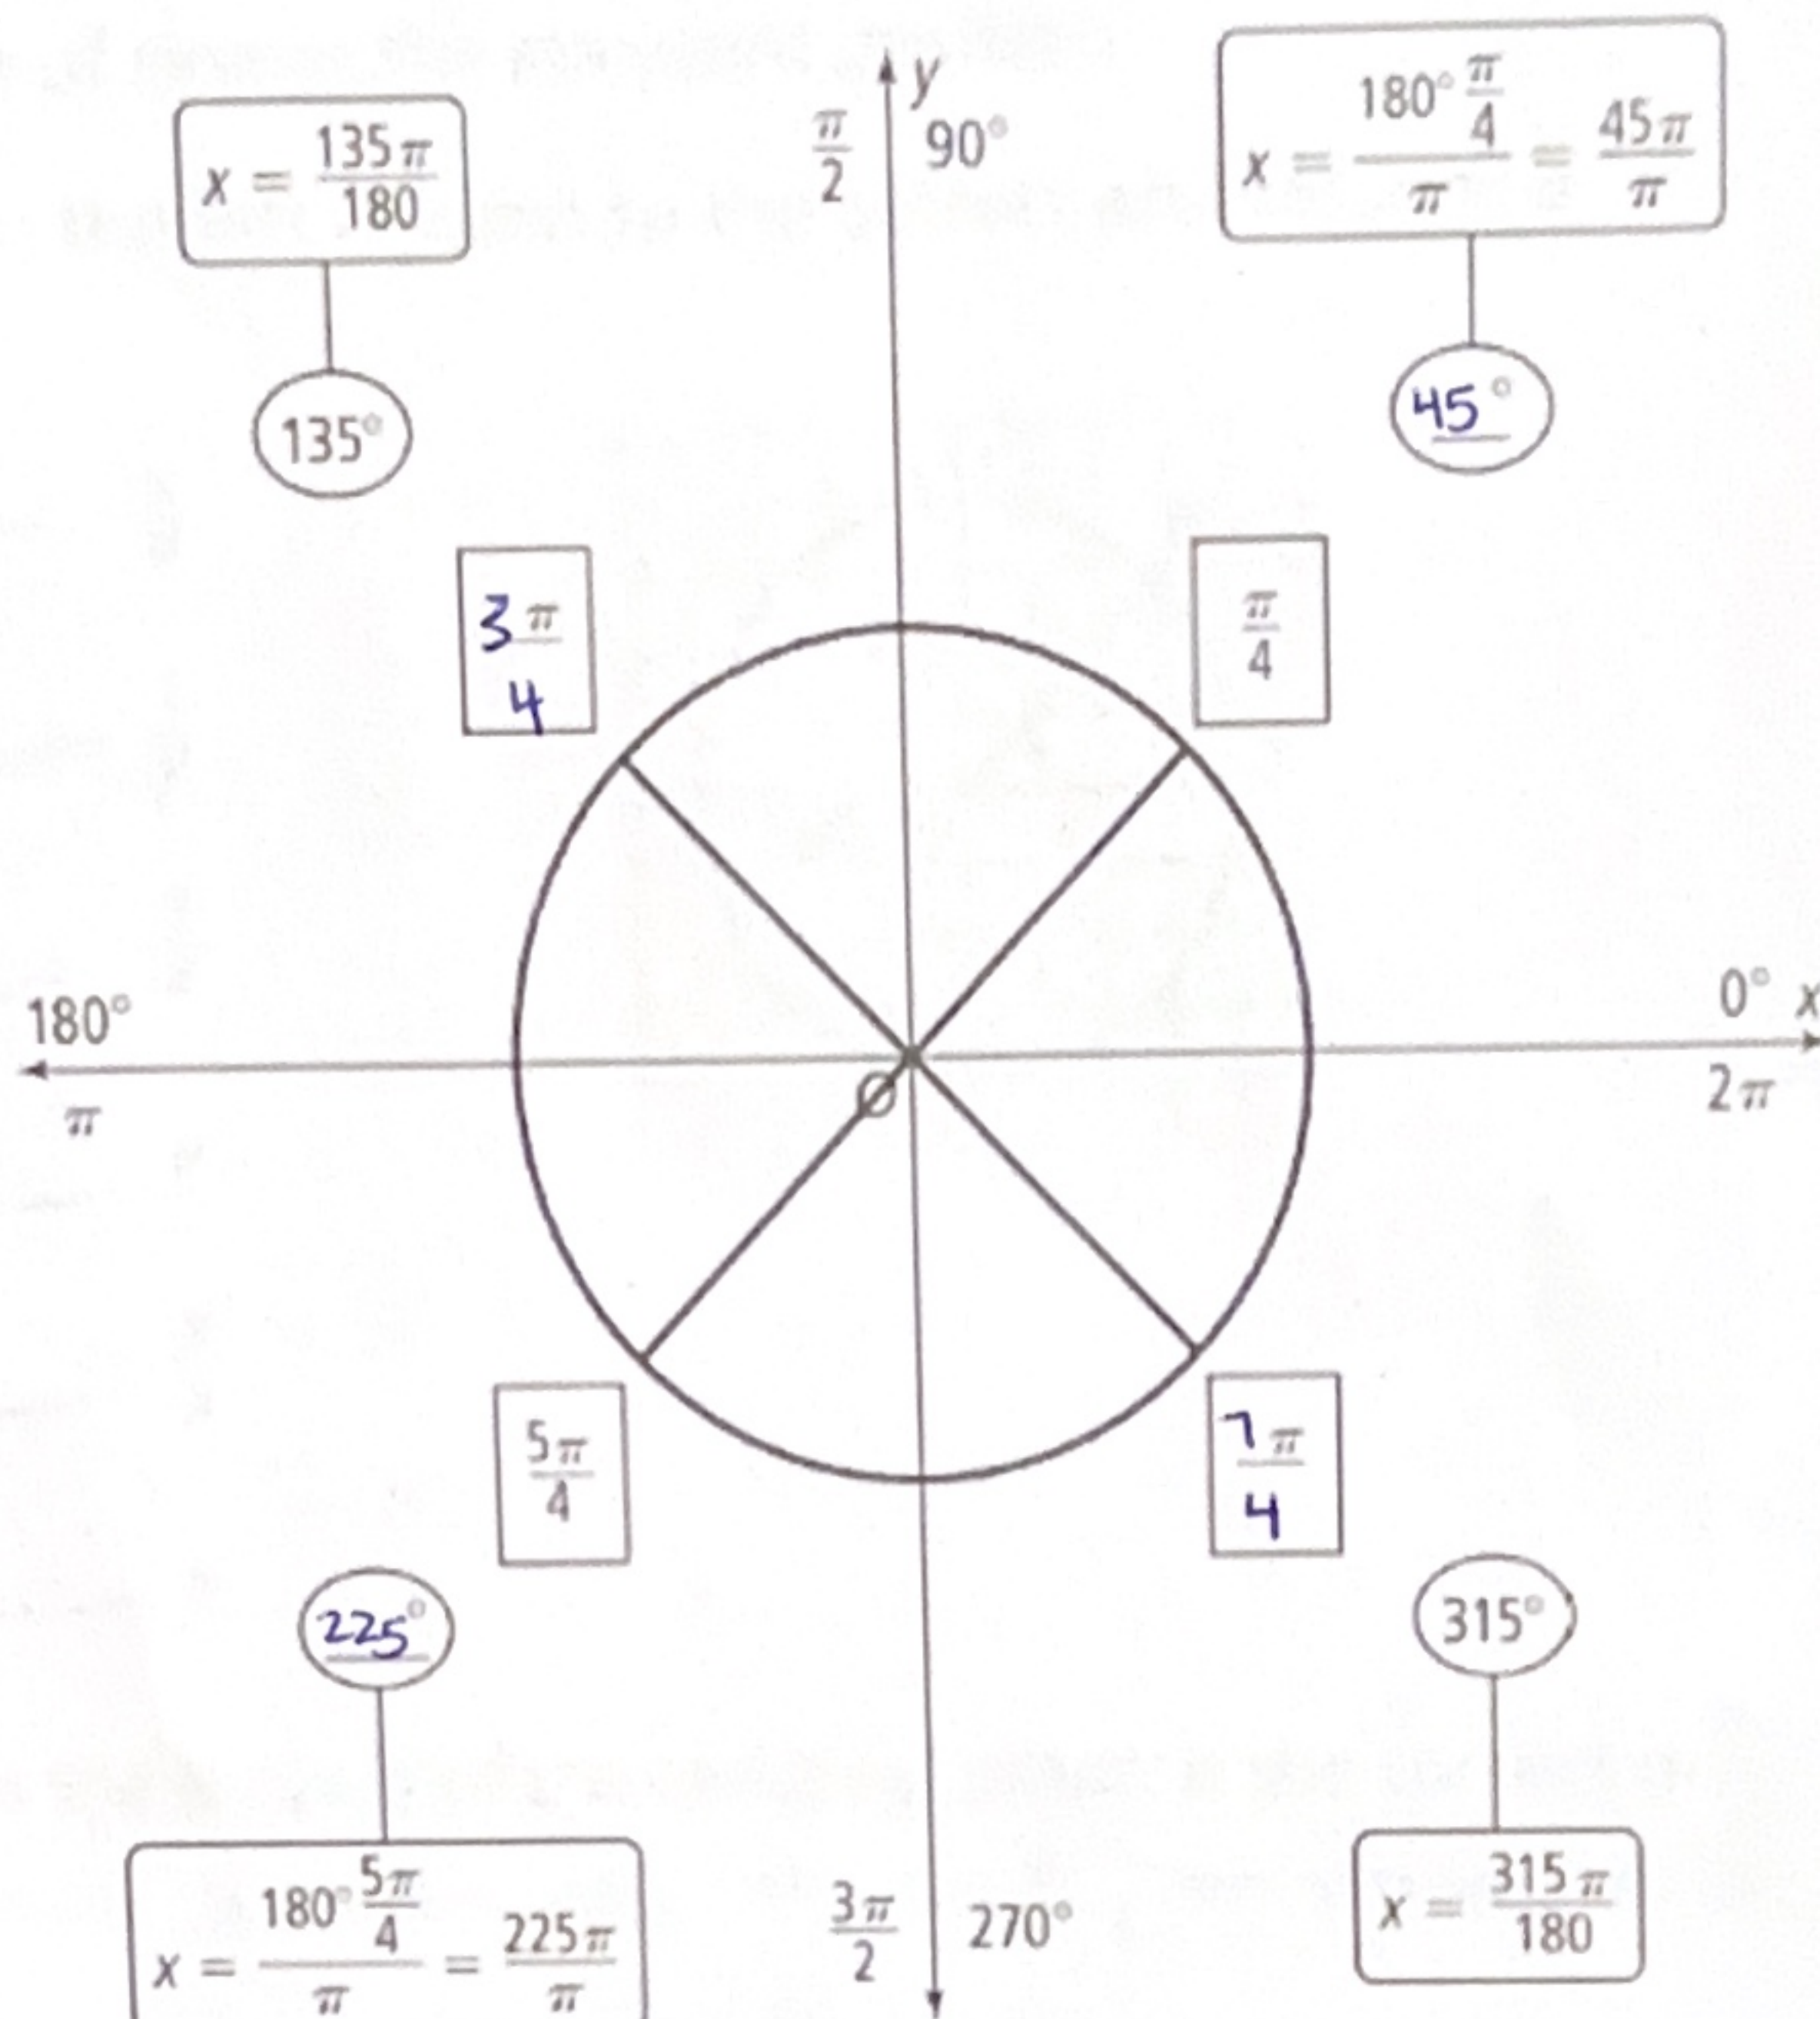 y
x = 135π/180
π/2 90°
x = (180° π/4)/π = 45π/π
135°
45°
3π/4
π/4
180°
0° x
π
O
2π
5π/4
7π/4
225°
315°
x = (180° 5π/4)/π = 225π/π
3π/2 270°
x = 315π/180